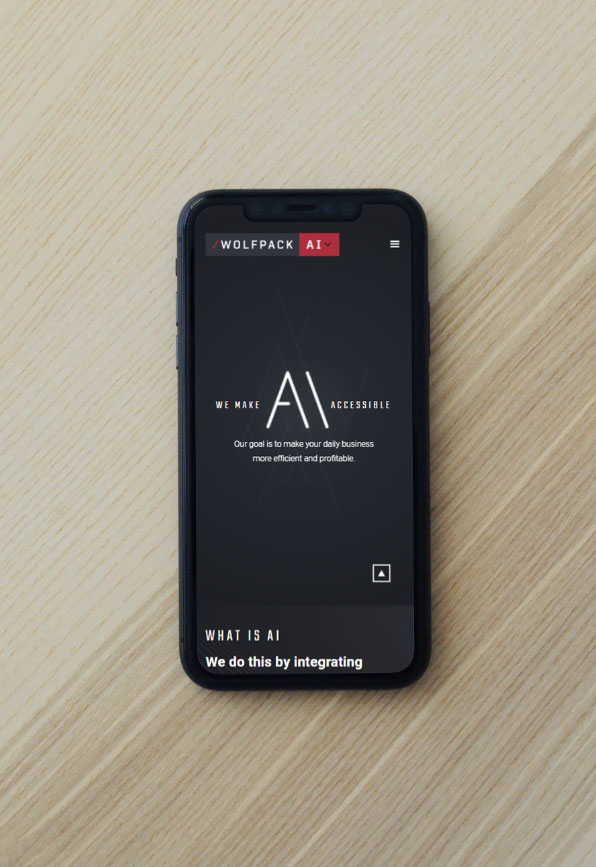 /WOLFPACK AI
WE MAKE AI ACCESSIBLE
Our goal is to make your daily business
more efficient and profitable.
WHAT IS AI
We do this by integrating